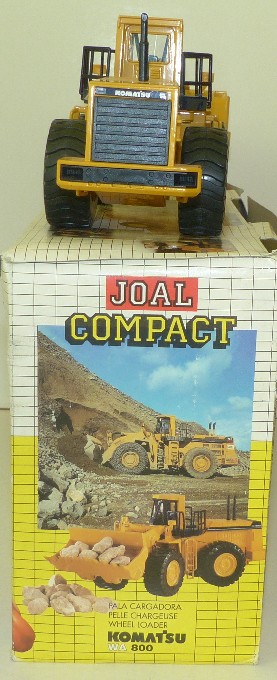 KOMATSU
JOAL
COMPACT
PALA CARGADORA
PELLE CHARGEUSE
WHEEL LOADER
KOMATSU
WA 800